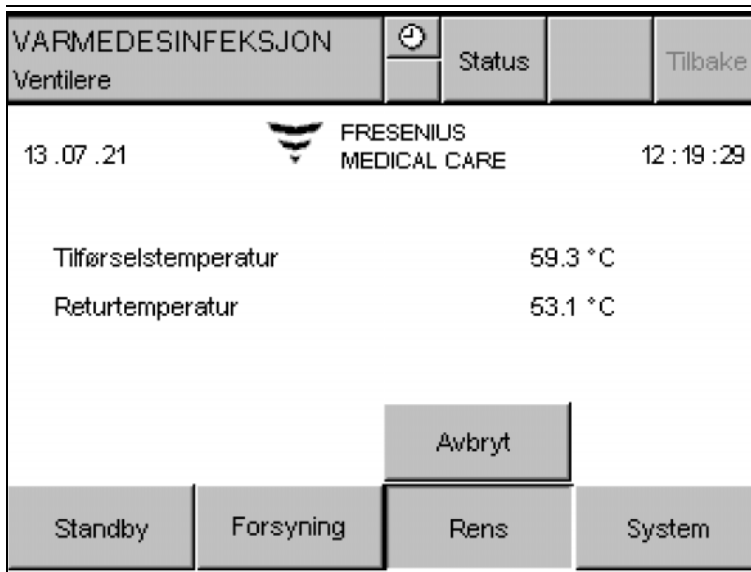 VARMEDESINFEKSJON
Ventilere
Status
Tilbake
13 .07 .21
FRESENIUS
MEDICAL CARE
12 : 19 : 29
Tilførselstemperatur 59.3 °C
Returtemperatur 53.1 °C
Avbryt
Standby
Forsyning
Rens
System